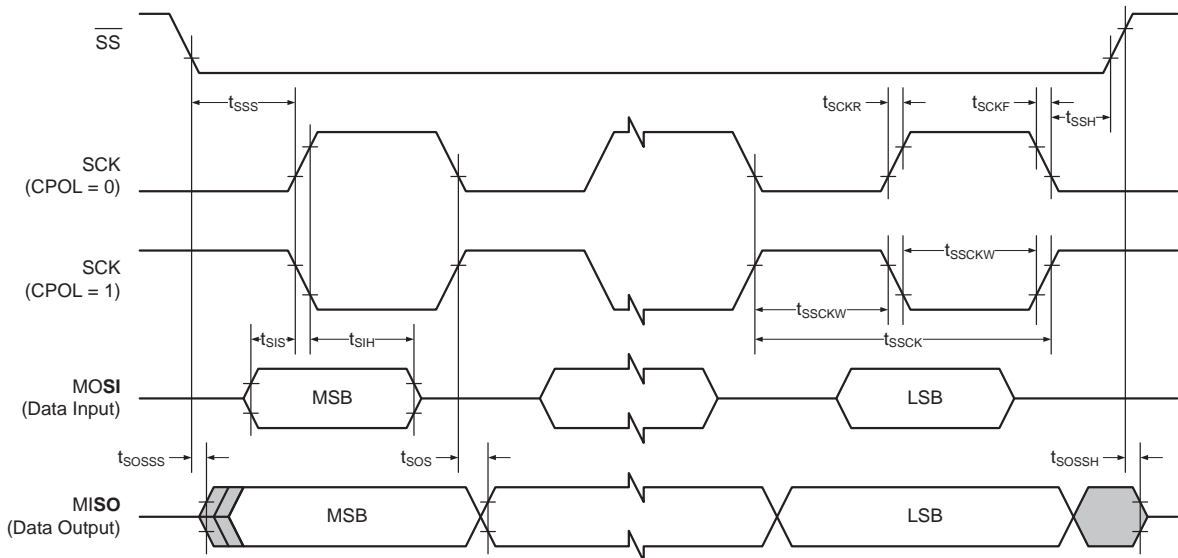 SS
tSSS
tSCKR
tSCKF
tSSH
SCK
(CPOL = 0)
SCK
(CPOL = 1)
tSSCKW
tSSCKW
tSIS
tSIH
tSSCK
MOSI
(Data Input)
MSB
LSB
tSOSSS
tSOS
tSOSSH
MISO
(Data Output)
MSB
LSB